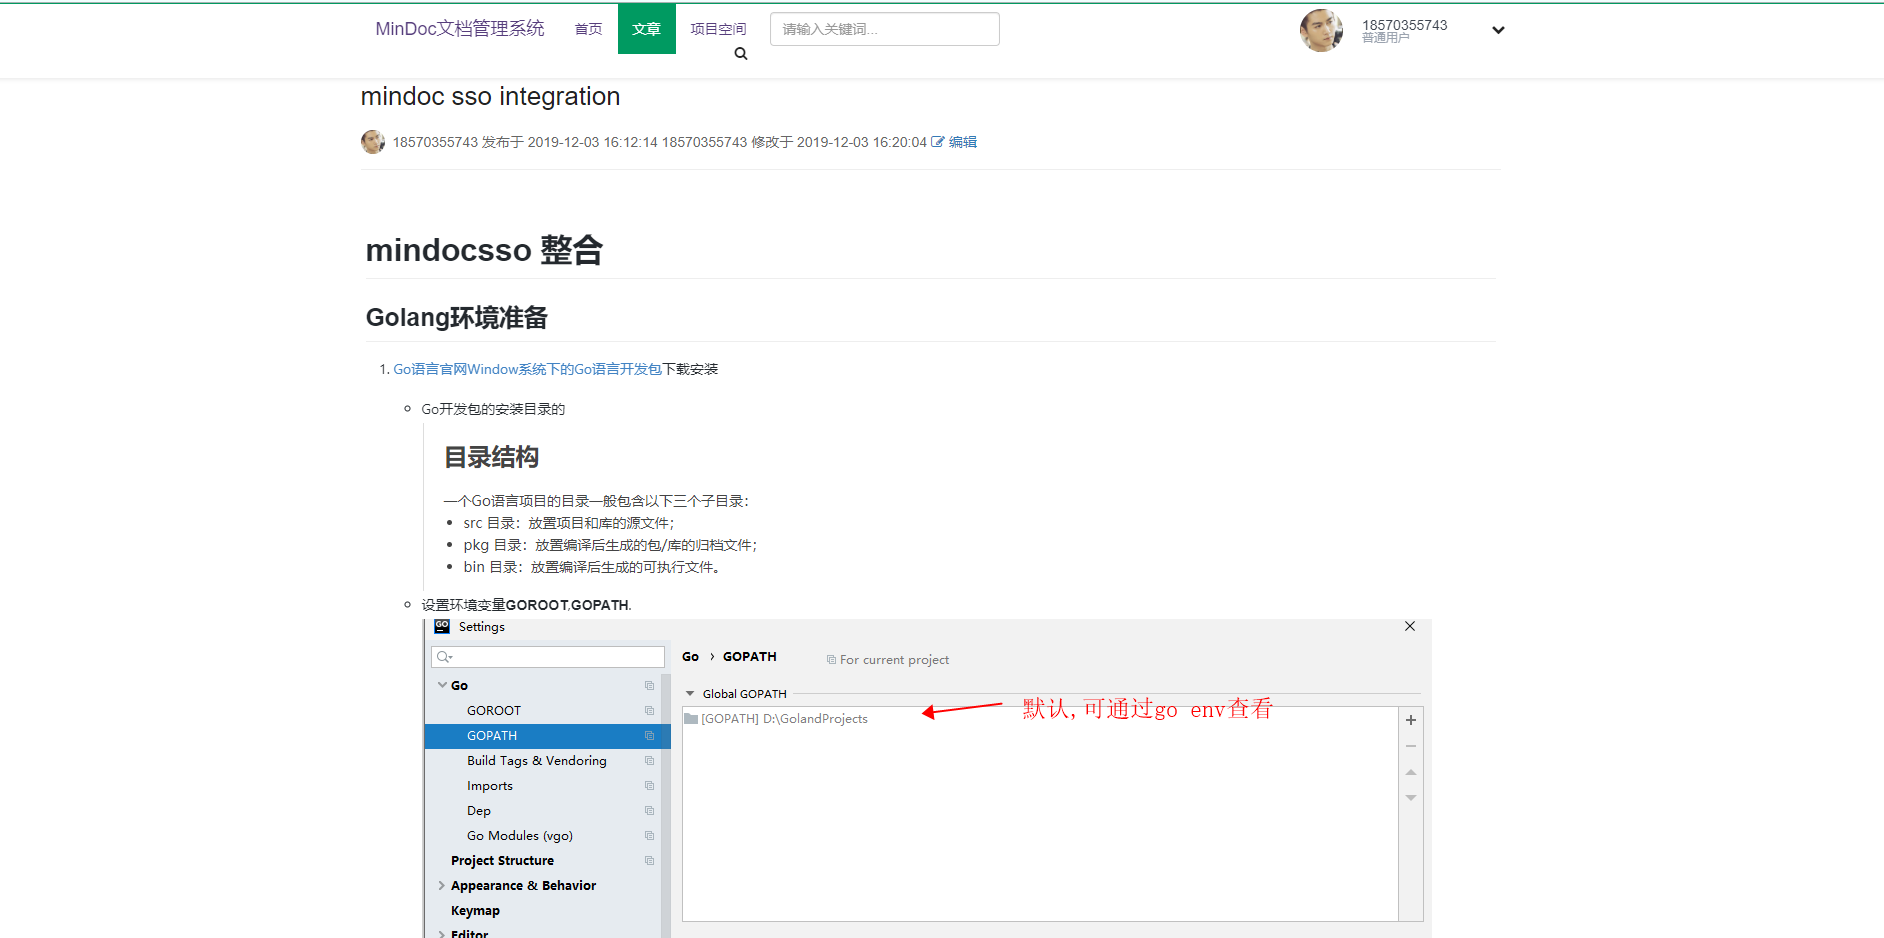 MinDoc文档管理系统 首页 文章 项目空间 请输入关键词... 18570355743
普通用户
mindoc sso integration
18570355743 发布于 2019-12-03 16:12:14 18570355743 修改于 2019-12-03 16:20:04 编辑
mindocsso 整合
Golang环境准备
1. Go语言官网Window系统下的Go语言开发包下载安装
Go开发包的安装目录的
目录结构
一个Go语言项目的目录一般包含以下三个子目录：
src 目录：放置项目和库的源文件；
pkg 目录：放置编译后生成的包/库的归档文件；
bin 目录：放置编译后生成的可执行文件。
设置环境变量GOROOT,GOPATH.
GO Settings
Go › GOPATH For current project
Go
GOROOT
GOPATH
Build Tags & Vendoring
Imports
Dep
Go Modules (vgo)
Project Structure
Appearance & Behavior
Keymap
Editor
Global GOPATH
[GOPATH] D:\GolandProjects
默认,可通过go env查看